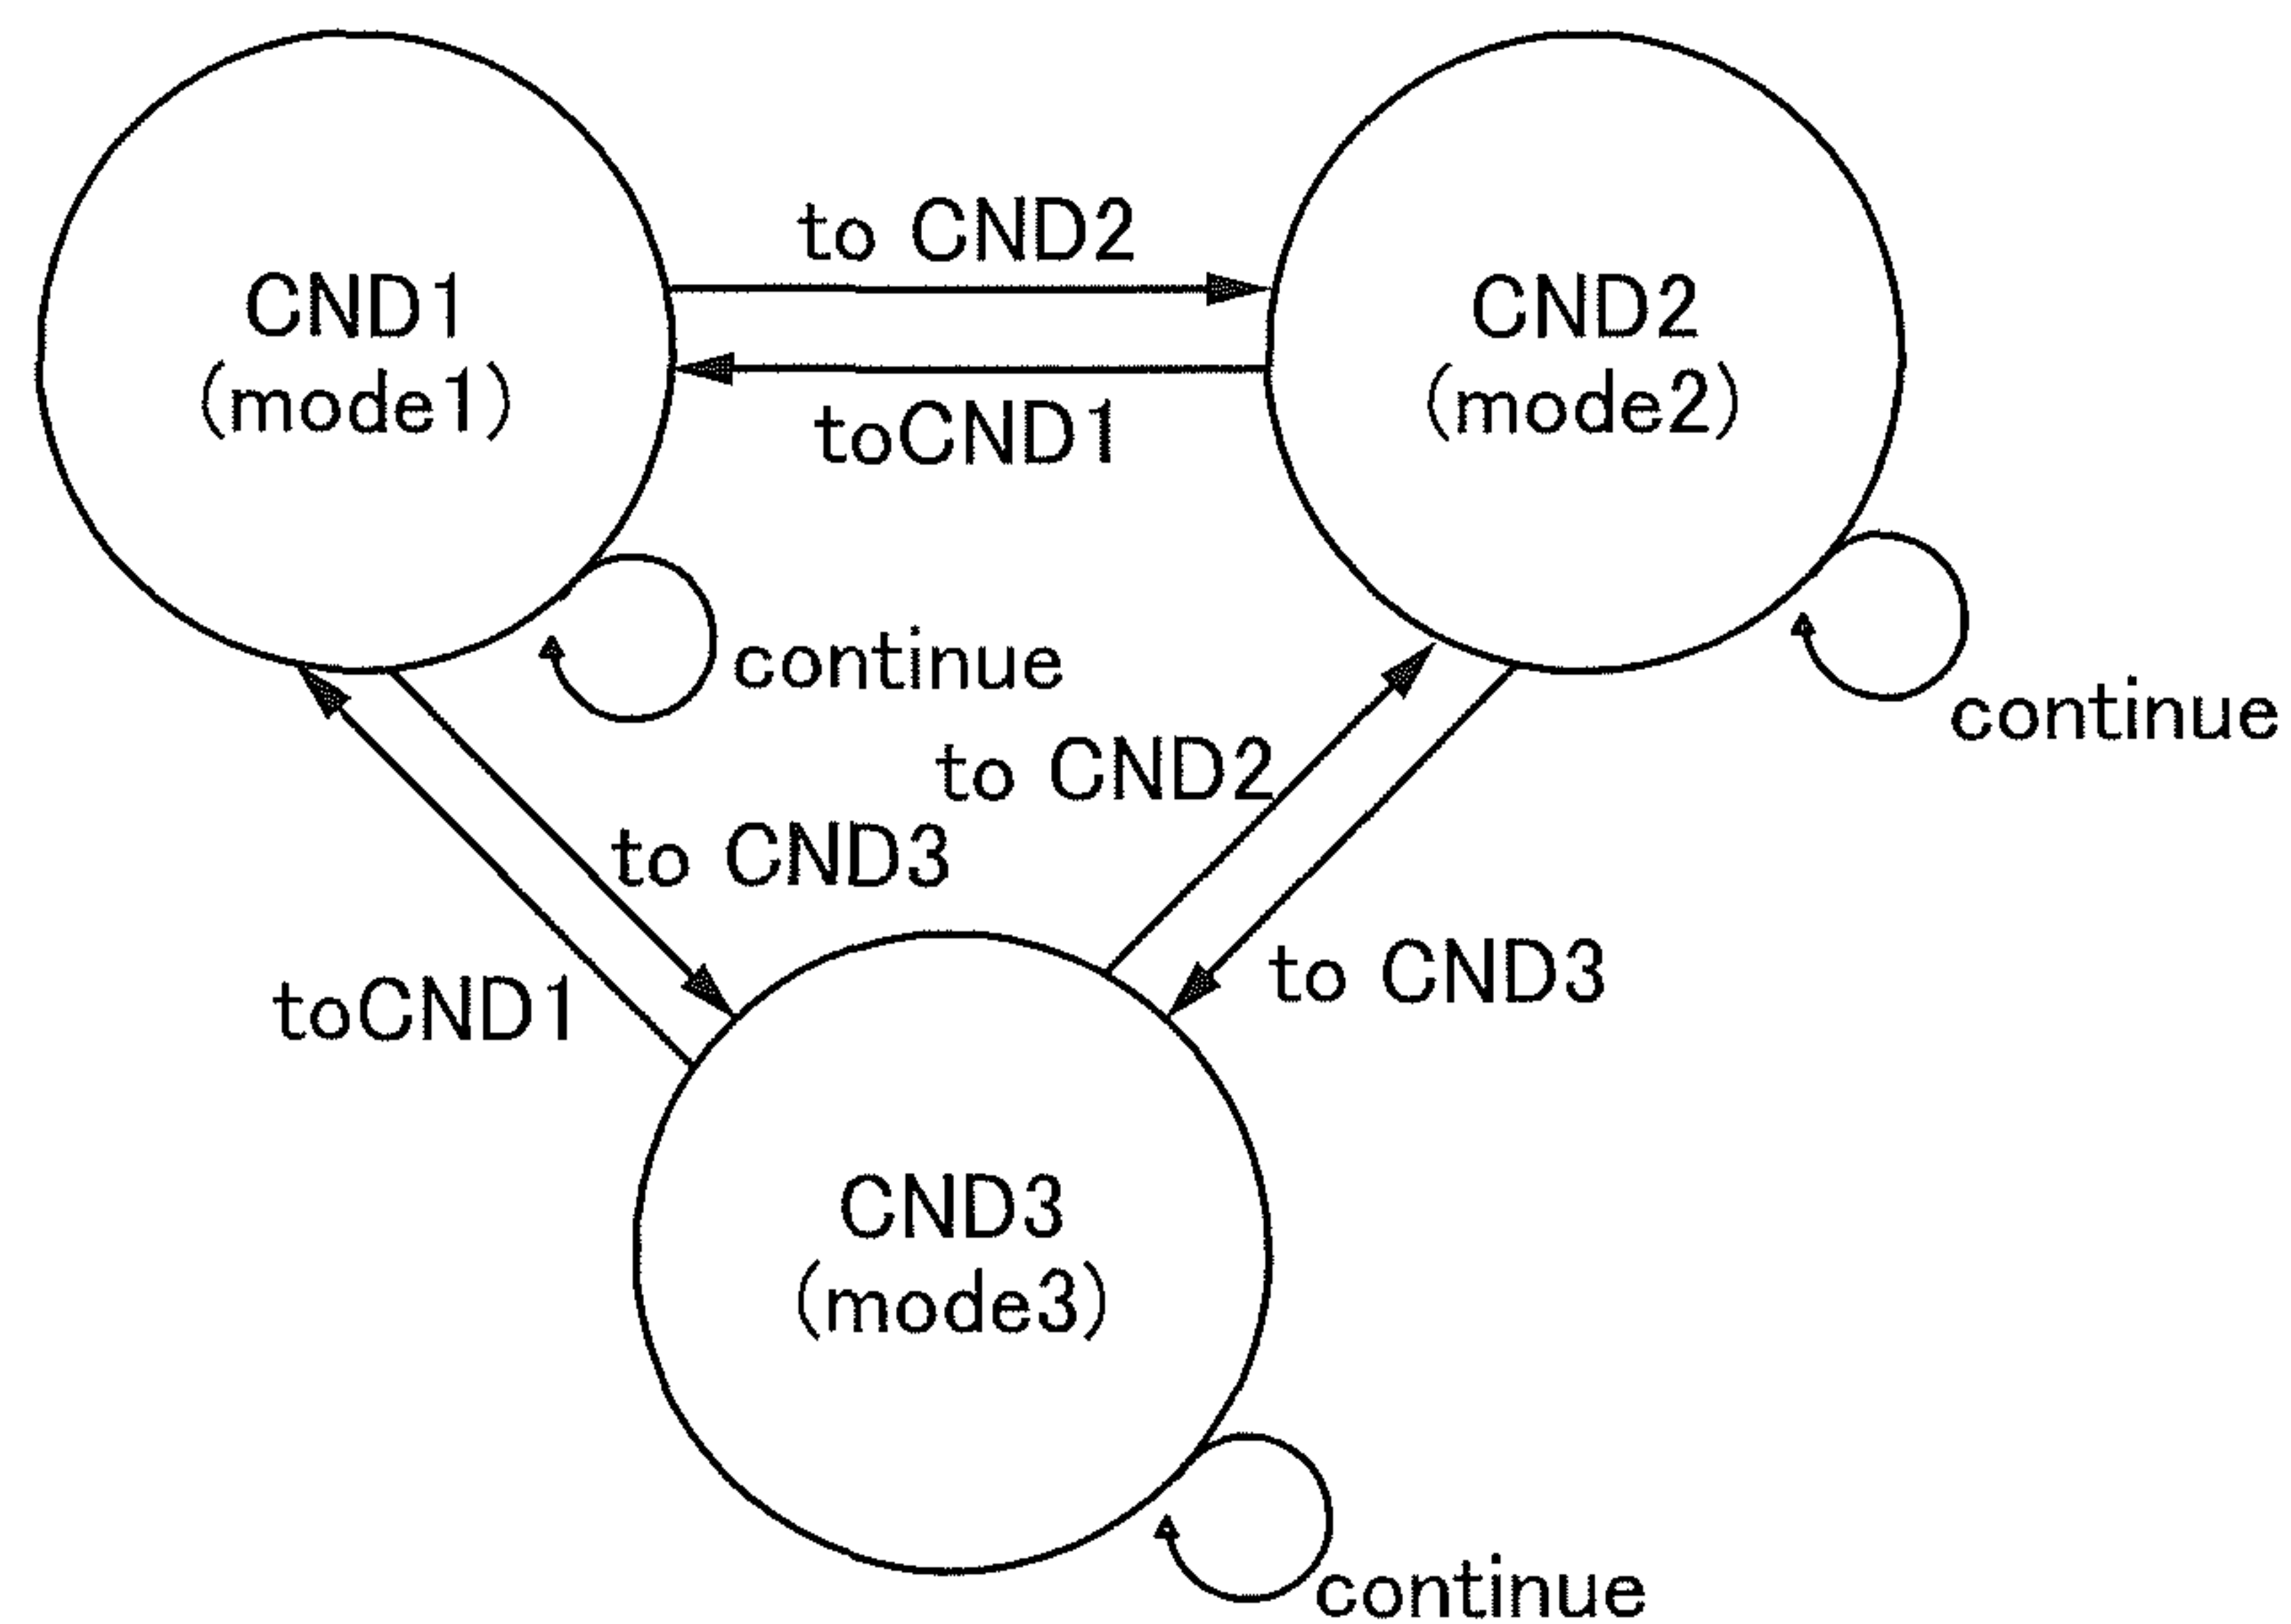 to CND2
CND1
(mode1)
CND2
(mode2)
toCND1
continue
continue
to CND2
to CND3
to CND3
toCND1
CND3
(mode3)
continue